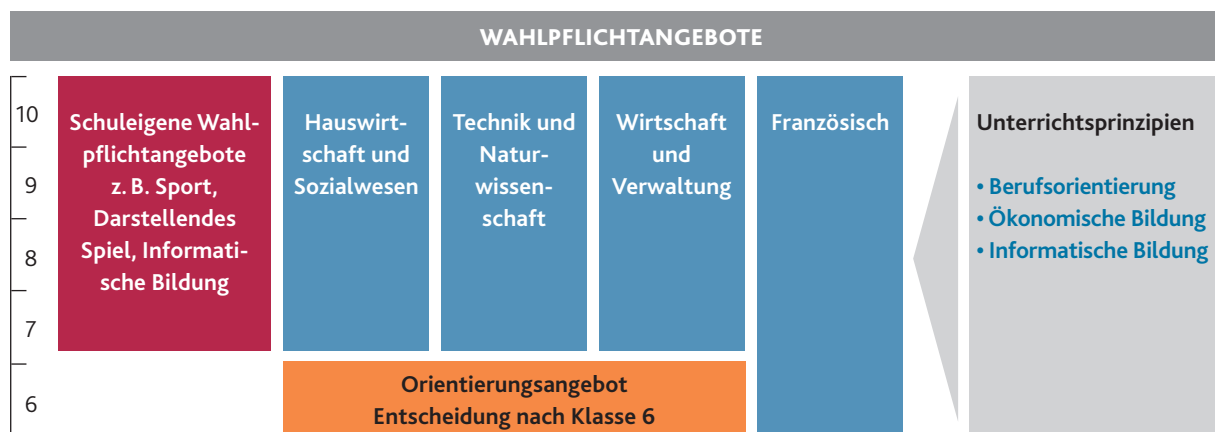 WAHLPFLICHTANGEBOTE
10
9
8
7
6
Schuleigene Wahl-
pflichtangebote
z. B. Sport,
Darstellendes
Spiel, Informati-
sche Bildung
Hauswirt-
schaft und
Sozialwesen
Technik und
Natur-
wissen-
schaft
Wirtschaft
und
Verwaltung
Französisch
Orientierungsangebot
Entscheidung nach Klasse 6
Unterrichtsprinzipien
• Berufsorientierung
• Ökonomische Bildung
• Informatische Bildung